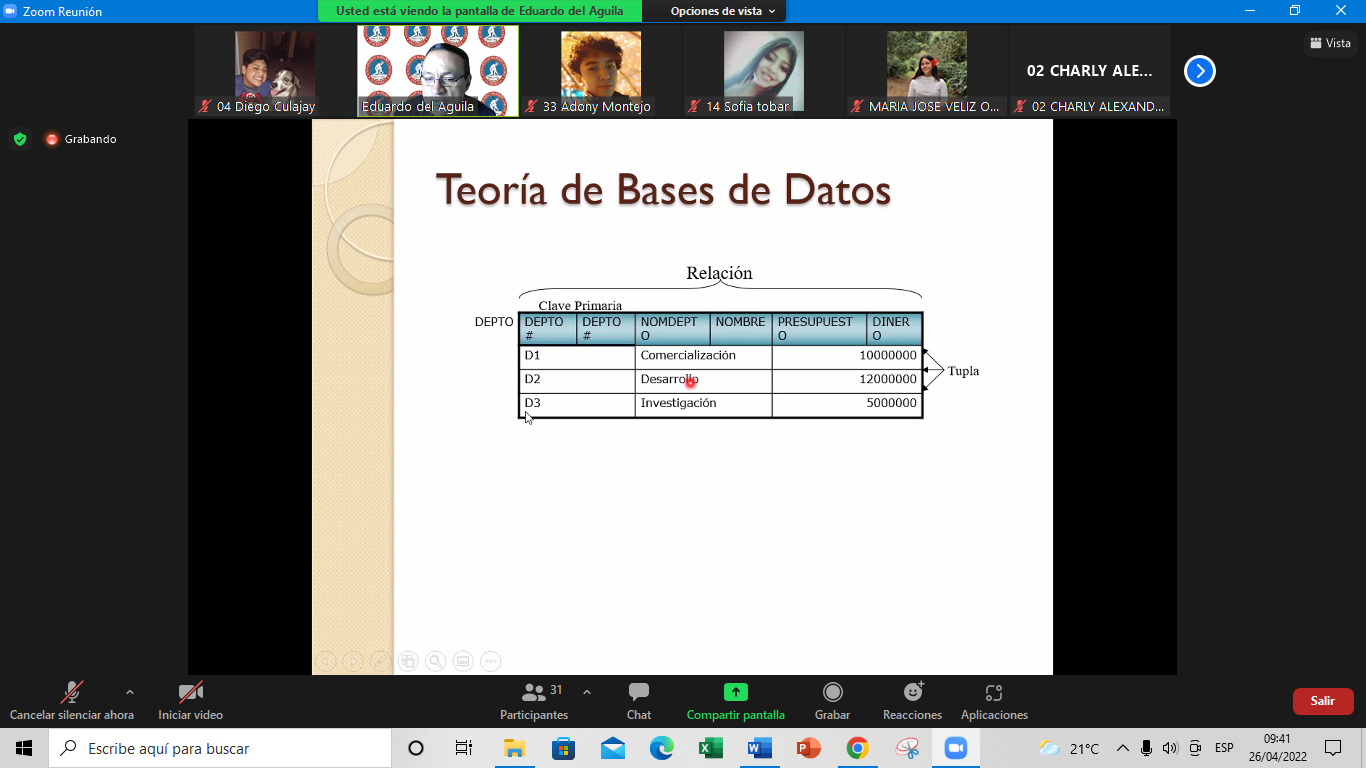 Zoom Reunión
Usted está viendo la pantalla de Eduardo del Aguila
Opciones de vista
Vista
04 Diego Culajay
Eduardo del Aguila
33 Adony Montejo
14 Sofia tobar
MARIA JOSE VELIZ O...
02 CHARLY ALE...
02 CHARLY ALEXAND...
Grabando
Teoría de Bases de Datos
Relación
Clave Primaria
DEPTO
DEPTO
#
DEPTO
#
NOMDEPT
O
NOMBRE
PRESUPUEST
O
DINER
O
D1 Comercialización 10000000
D2 Desarrollo 12000000
D3 Investigación 5000000
Tupla
Cancelar silenciar ahora
Iniciar video
31
Participantes
Chat
Compartir pantalla
Grabar
Reacciones
Aplicaciones
Salir
Escribe aquí para buscar
21°C
ESP
09:41
26/04/2022